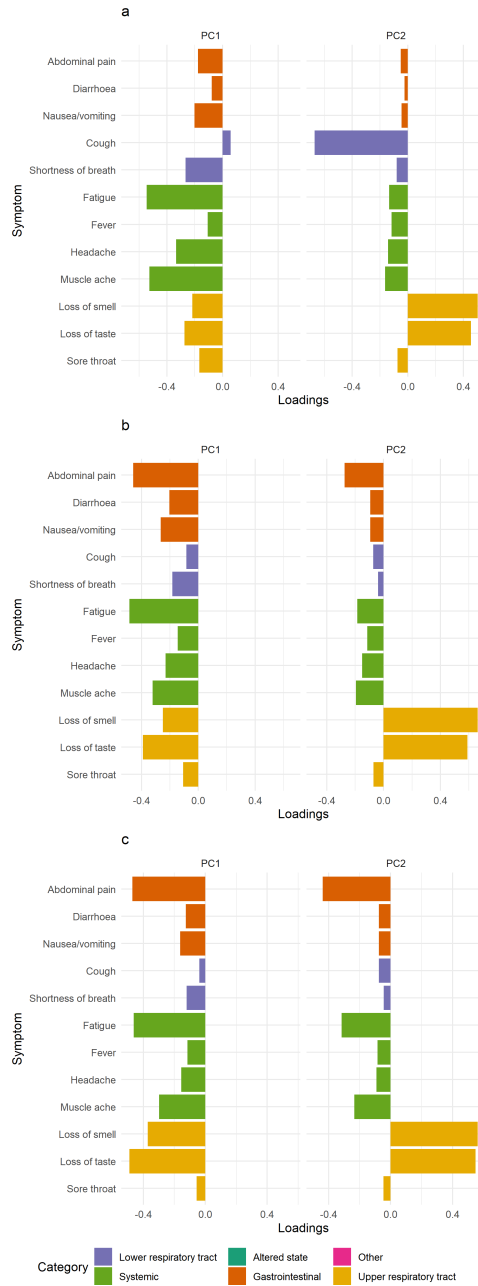 a
PC1 PC2
Abdominal pain
Diarrhoea
Nausea/vomiting
Cough
Shortness of breath
Fatigue
Fever
Headache
Muscle ache
Loss of smell
Loss of taste
Sore throat
Symptom
-0.4 0.0 0.4 -0.4 0.0 0.4
Loadings
b
PC1 PC2
Abdominal pain
Diarrhoea
Nausea/vomiting
Cough
Shortness of breath
Fatigue
Fever
Headache
Muscle ache
Loss of smell
Loss of taste
Sore throat
Symptom
-0.4 0.0 0.4 -0.4 0.0 0.4
Loadings
c
PC1 PC2
Abdominal pain
Diarrhoea
Nausea/vomiting
Cough
Shortness of breath
Fatigue
Fever
Headache
Muscle ache
Loss of smell
Loss of taste
Sore throat
Symptom
-0.4 0.0 0.4 -0.4 0.0 0.4
Loadings
Category
Lower respiratory tract Altered state Other
Systemic Gastrointestinal Upper respiratory tract